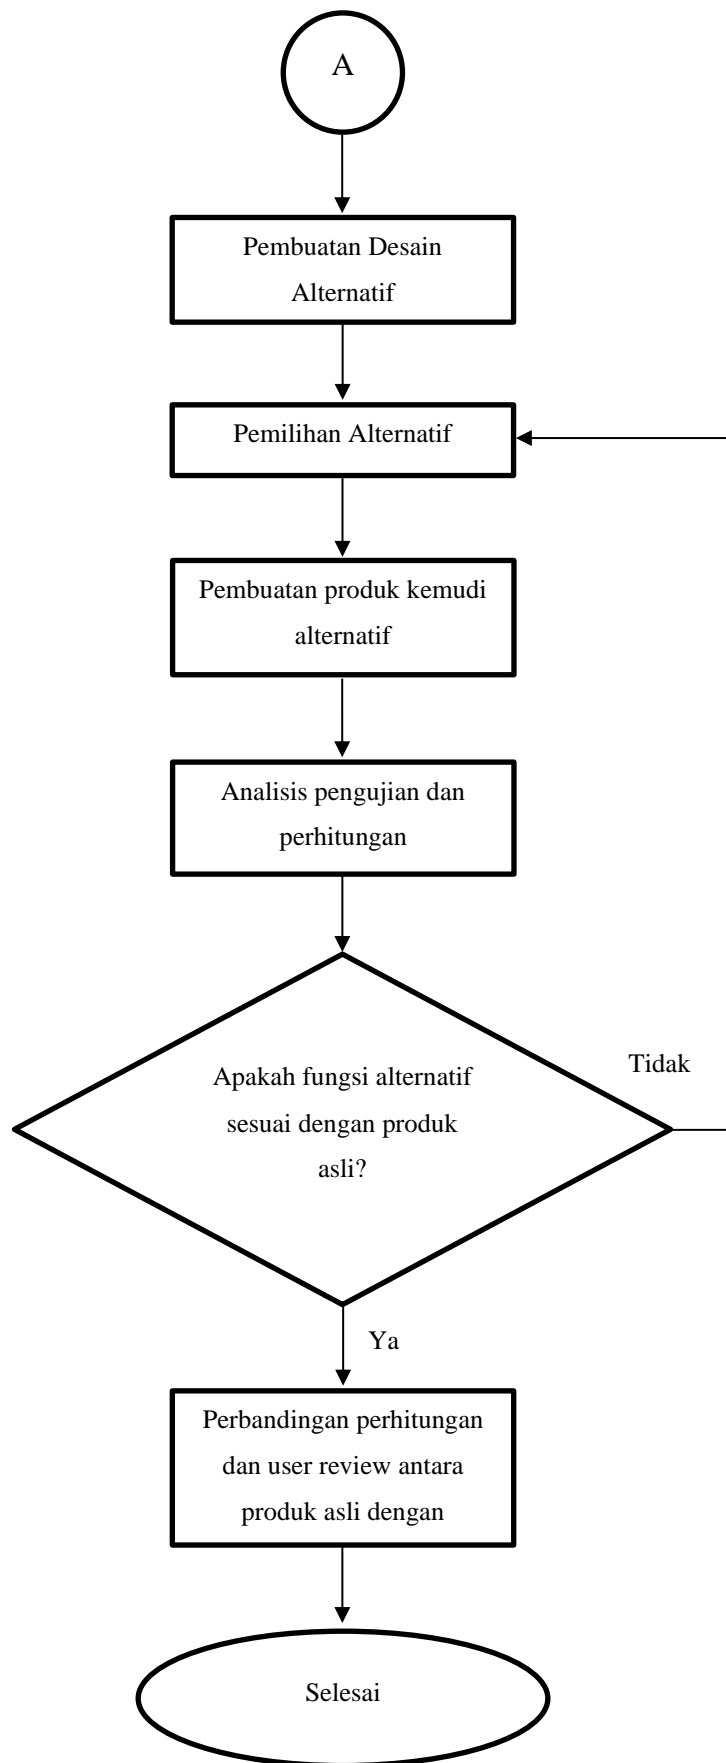 A
Pembuatan Desain
Alternatif
Pemilihan Alternatif
Pembuatan produk kemudi
alternatif
Analisis pengujian dan
perhitungan
Apakah fungsi alternatif
sesuai dengan produk
asli?
Tidak
Ya
Perbandingan perhitungan
dan user review antara
produk asli dengan
Selesai